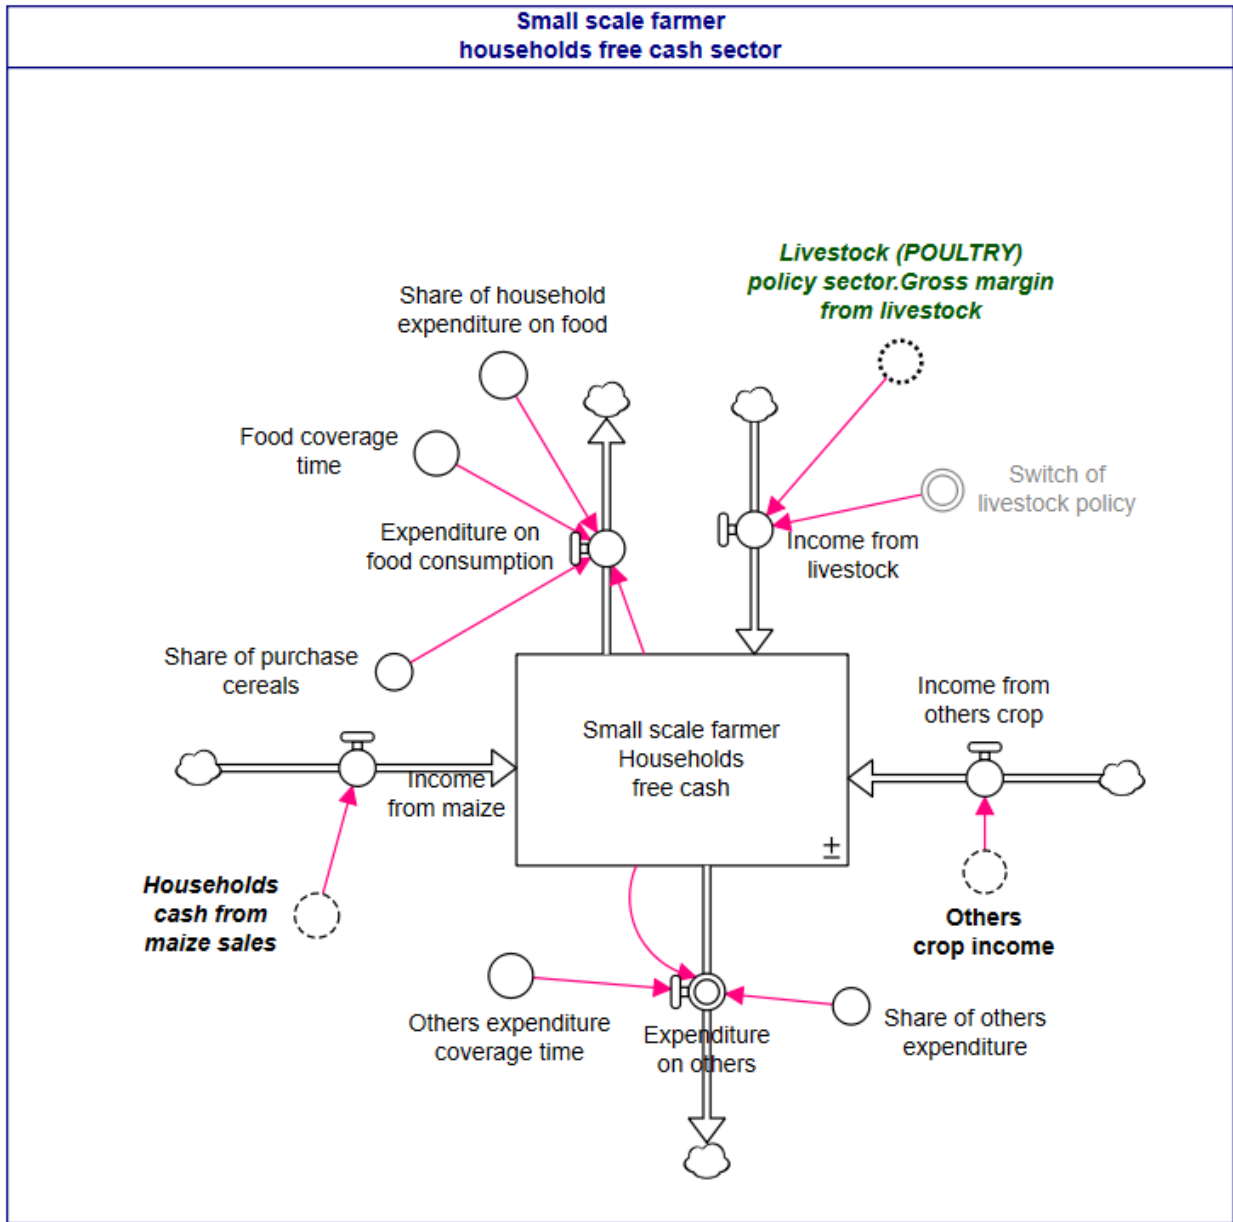 Small scale farmer
households free cash sector
Livestock (POULTRY)
policy sector.Gross margin
from livestock
Share of household
expenditure on food
Food coverage
time
Switch of
livestock policy
Expenditure on
food consumption
Income from
livestock
Share of purchase
cereals
Income from
others crop
Small scale farmer
Households
free cash
Income
from maize
Households
cash from
maize sales
Others
crop income
Others expenditure
coverage time
Expenditure
on others
Share of others
expenditure